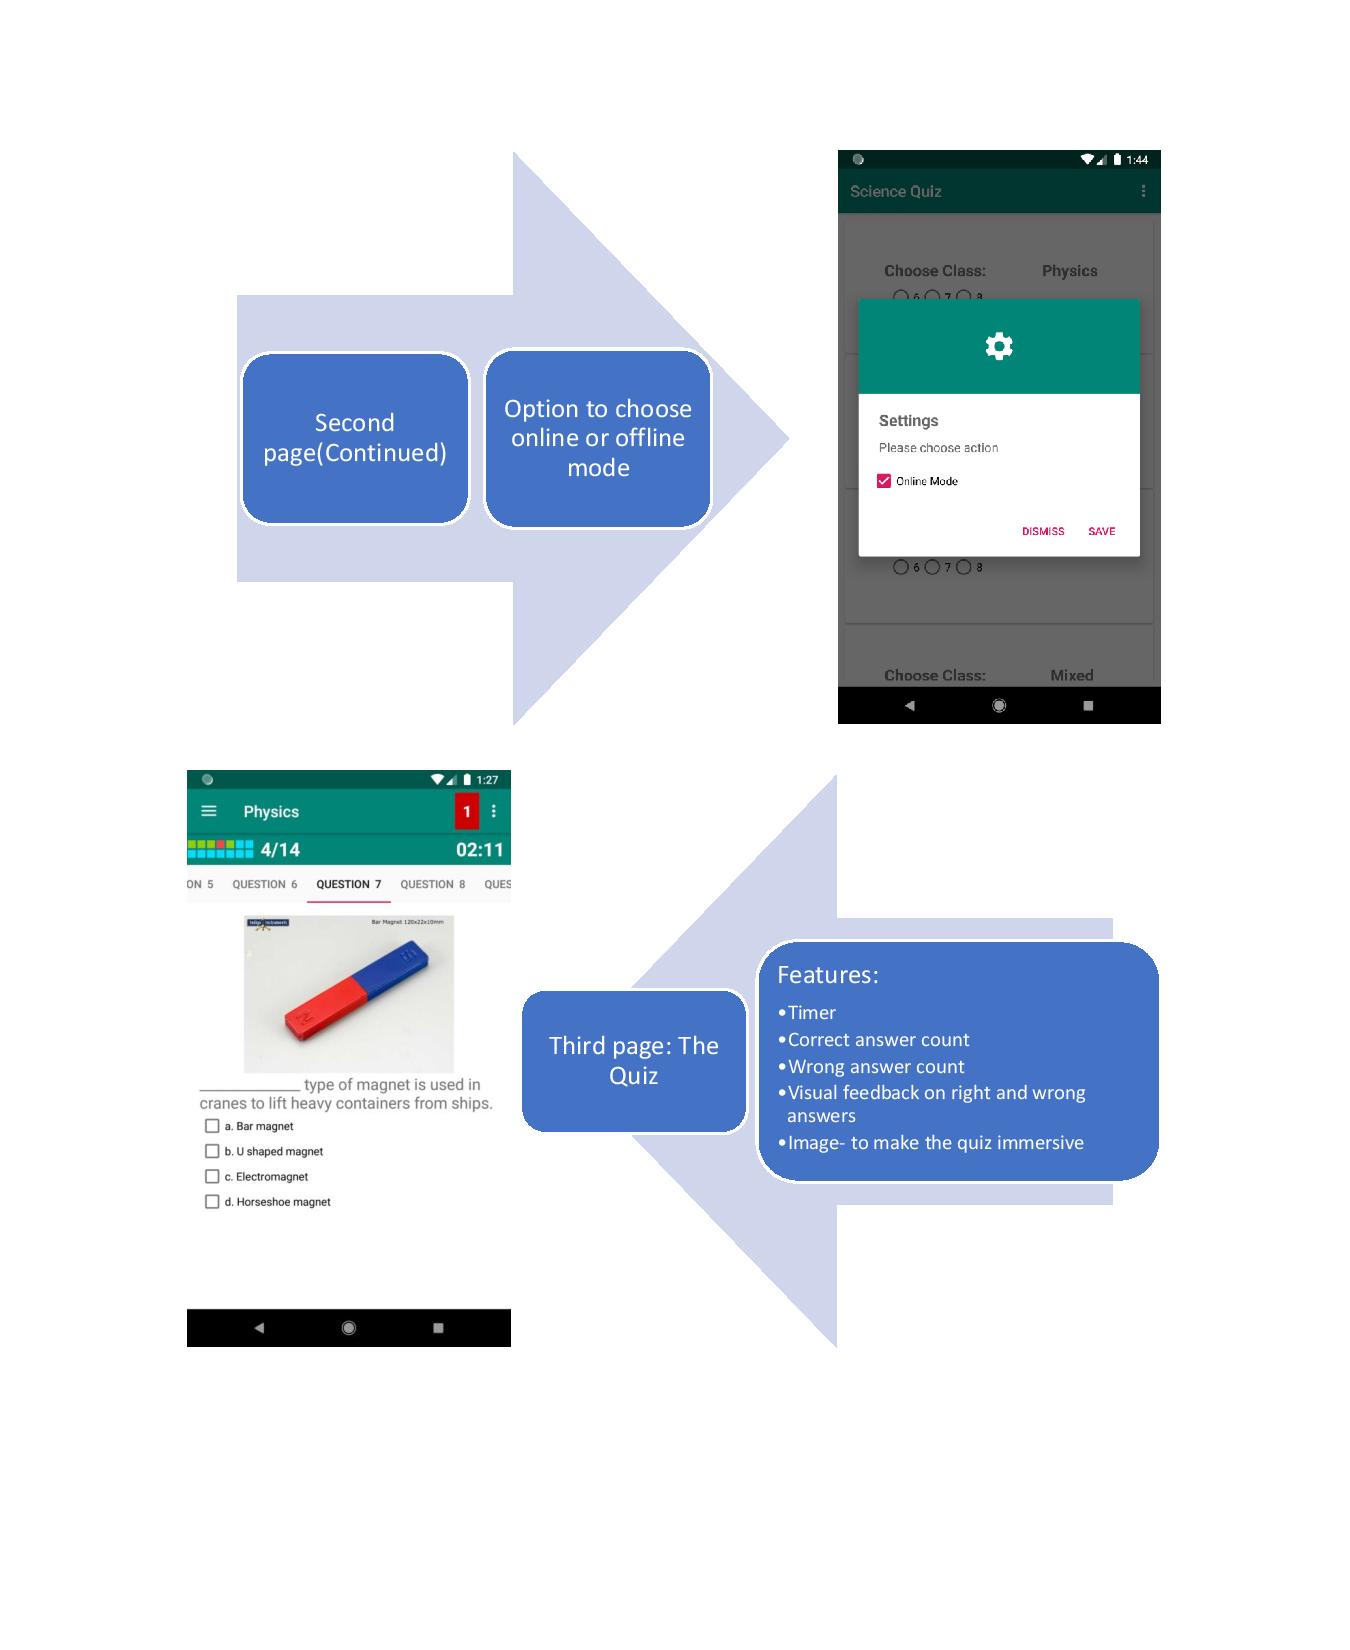 Second
page(Continued)
Option to choose
online or offline
mode
1:44
Science Quiz
Choose Class:
Physics
6 7 8
Settings
Please choose action
Online Mode
DISMISS SAVE
6 7 8
Choose Class:
Mixed
1:27
Physics
1
4/14
02:11
ON 5 QUESTION 6 QUESTION 7 QUESTION 8 QUES
Bar Magnet 120x22x10mm
N
____________ type of magnet is used in
cranes to lift heavy containers from ships.
a. Bar magnet
b. U shaped magnet
c. Electromagnet
d. Horseshoe magnet
Third page: The
Quiz
Features:
•Timer
•Correct answer count
•Wrong answer count
•Visual feedback on right and wrong
answers
•Image- to make the quiz immersive